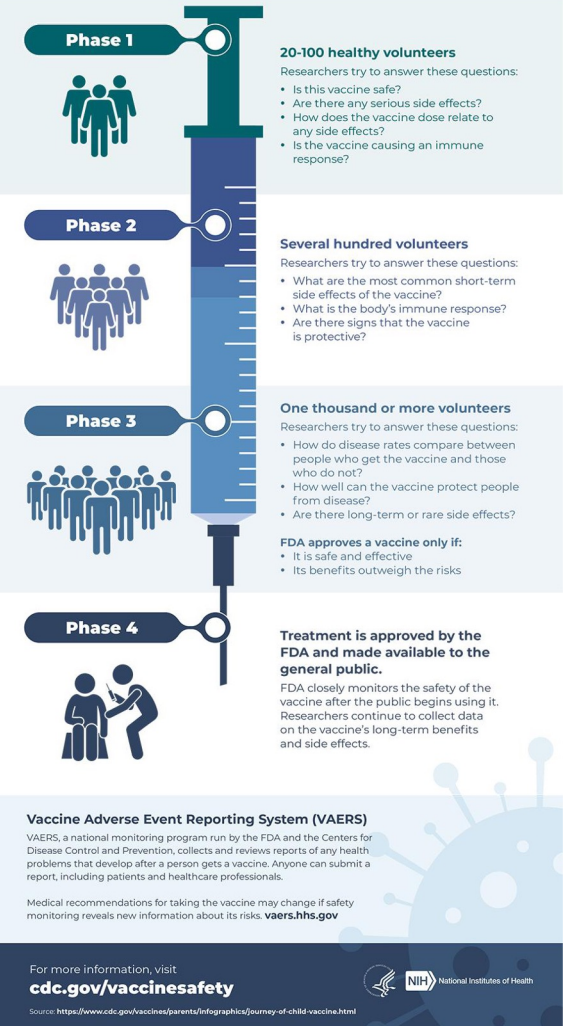 Phase 1
20-100 healthy volunteers
Researchers try to answer these questions:
• Is this vaccine safe?
• Are there any serious side effects?
• How does the vaccine dose relate to
any side effects?
• Is the vaccine causing an immune
response?
Phase 2
Several hundred volunteers
Researchers try to answer these questions:
• What are the most common short-term
side effects of the vaccine?
• What is the body's immune response?
• Are there signs that the vaccine
is protective?
Phase 3
One thousand or more volunteers
Researchers try to answer these questions:
• How do disease rates compare between
people who get the vaccine and those
who do not?
• How well can the vaccine protect people
from disease?
• Are there long-term or rare side effects?
FDA approves a vaccine only if:
• It is safe and effective
• Its benefits outweigh the risks
Phase 4
Treatment is approved by the
FDA and made available to the
general public.
FDA closely monitors the safety of the
vaccine after the public begins using it.
Researchers continue to collect data
on the vaccine's long-term benefits
and side effects.
Vaccine Adverse Event Reporting System (VAERS)
VAERS, a national monitoring program run by the FDA and the Centers for
Disease Control and Prevention, collects and reviews reports of any health
problems that develop after a person gets a vaccine. Anyone can submit a
report, including patients and healthcare professionals.
Medical recommendations for taking the vaccine may change if safety
monitoring reveals new information about its risks. vaers.hhs.gov
For more information, visit
cdc.gov/vaccinesafety
NIH National Institutes of Health
Source: https://www.cdc.gov/vaccines/parents/infographics/journey-of-child-vaccine.html